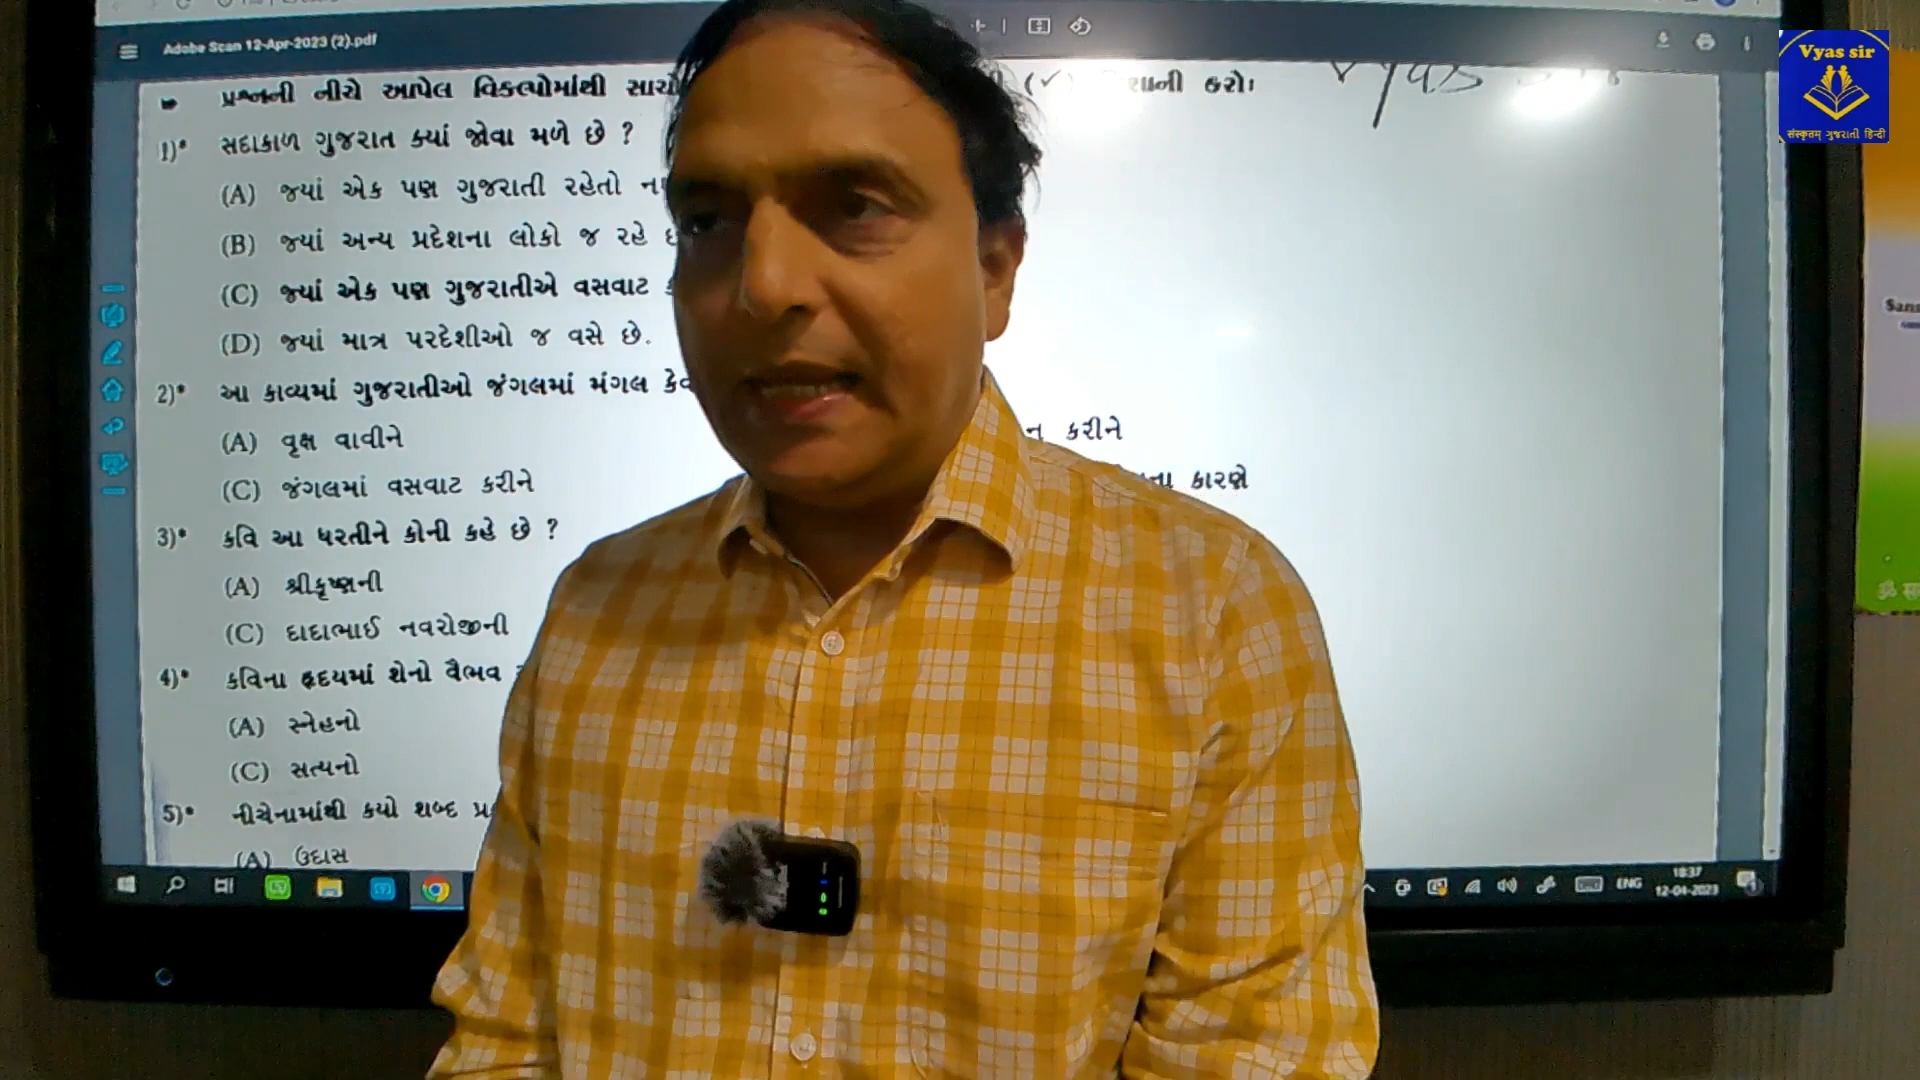 Adobe Scan 12-Apr-2023 (2).pdf
Vyas sir
संस्कृतम् ગુજરાતી हिन्दी
પ્રશ્નની નીચે આપેલ વિકલ્પોમાંથી (✓) કરો:
1)* સદાકાળ ગુજરાત ક્યાં જોવા મળે છે ?
(A) જ્યાં એક પણ ગુજરાતી રહેતો
(B) જ્યાં અન્ય પ્રદેશના લોકો જ રહે
(C) જ્યાં એક પણ ગુજરાતીએ વસવાટ
(D) જ્યાં માત્ર પરદેશીઓ જ વસે છે.
2)* આ કાવ્યમાં ગુજરાતીઓ જંગલમાં મંગલ
(A) વૃક્ષ વાવીને
કરીને
(C) જંગલમાં વસવાટ કરીને
કારણે
3)* કવિ આ ધરતીને કોની કહે છે ?
(A) શ્રીકૃષ્ણની
(C) દાદાભાઈ નવરોજીની
4)* કવિના હૃદયમાં શેનો વૈભવ
(A) સ્નેહનો
(C) સત્યનો
5)* નીચેનામાંથી કયો શબ્દ
(A) ઉદાસ
ENG
18:37
12-04-2023